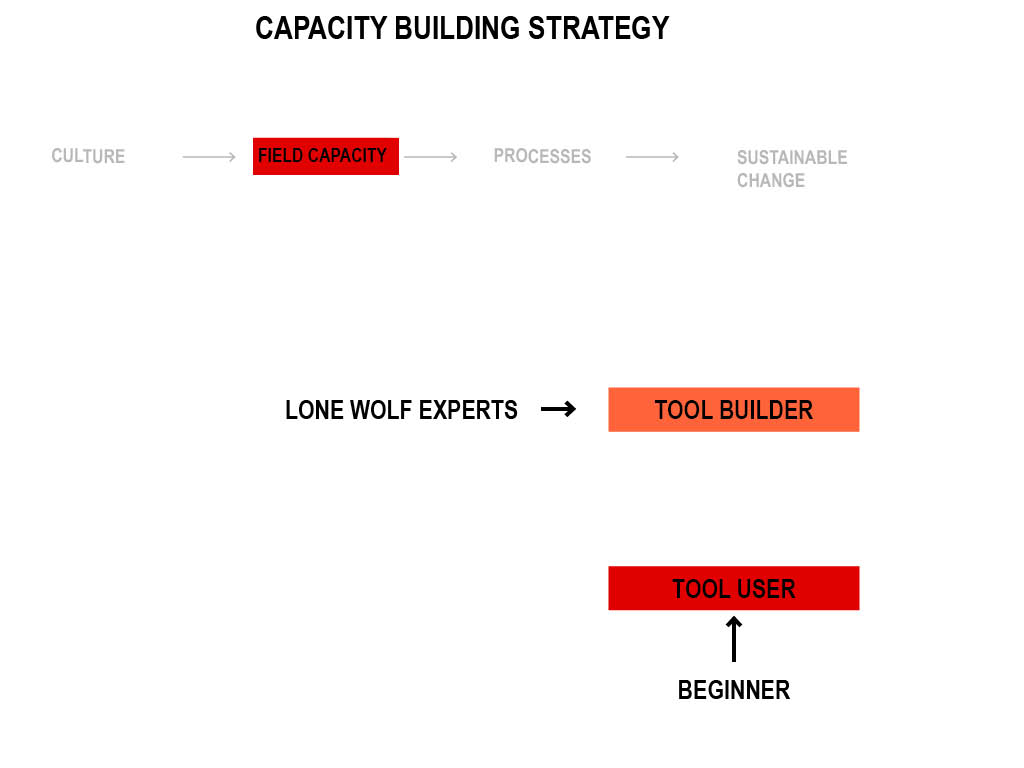 CAPACITY BUILDING STRATEGY
CULTURE
FIELD CAPACITY
PROCESSES
SUSTAINABLE
CHANGE
LONE WOLF EXPERTS
TOOL BUILDER
TOOL USER
BEGINNER